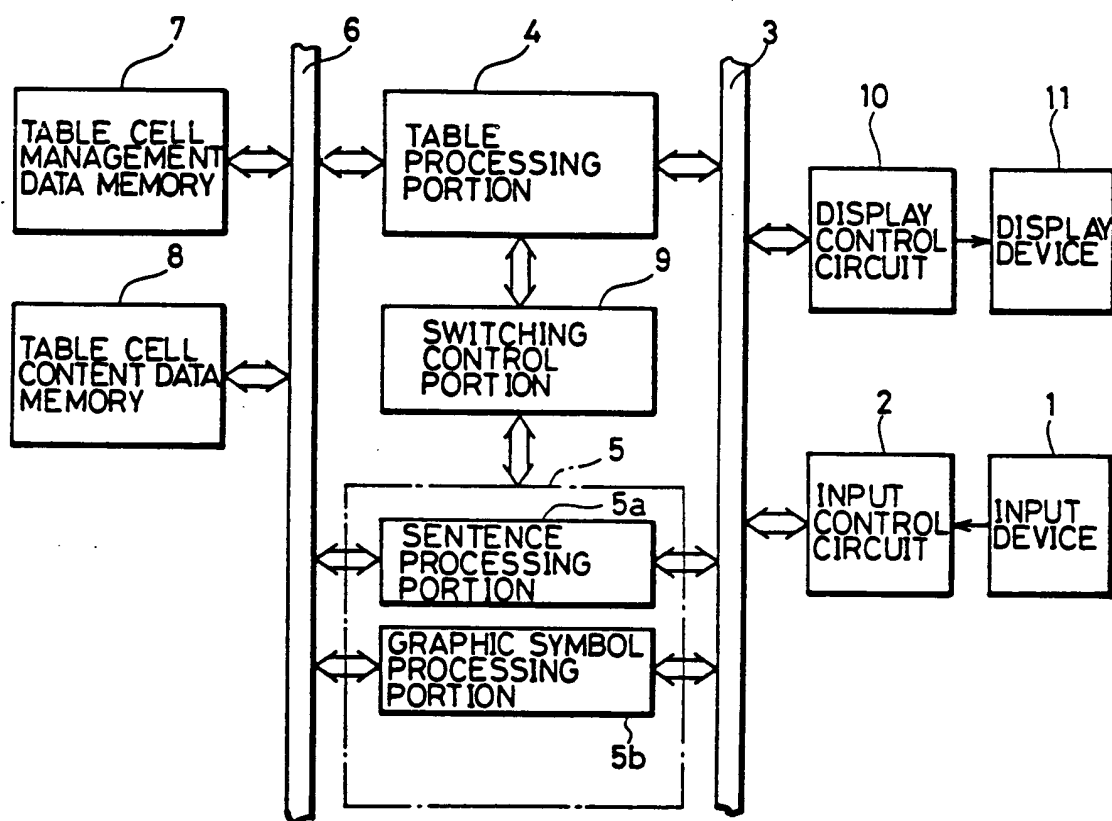 7
TABLE CELL
MANAGEMENT
DATA MEMORY
8
TABLE CELL
CONTENT DATA
MEMORY
6
4
TABLE
PROCESSING
PORTION
9
SWITCHING
CONTROL
PORTION
5
5a
SENTENCE
PROCESSING
PORTION
GRAPHIC SYMBOL
PROCESSING
PORTION
5b
3
10
DISPLAY
CONTROL
CIRCUIT
11
DISPLAY
DEVICE
2
INPUT
CONTROL
CIRCUIT
1
INPUT
DEVICE